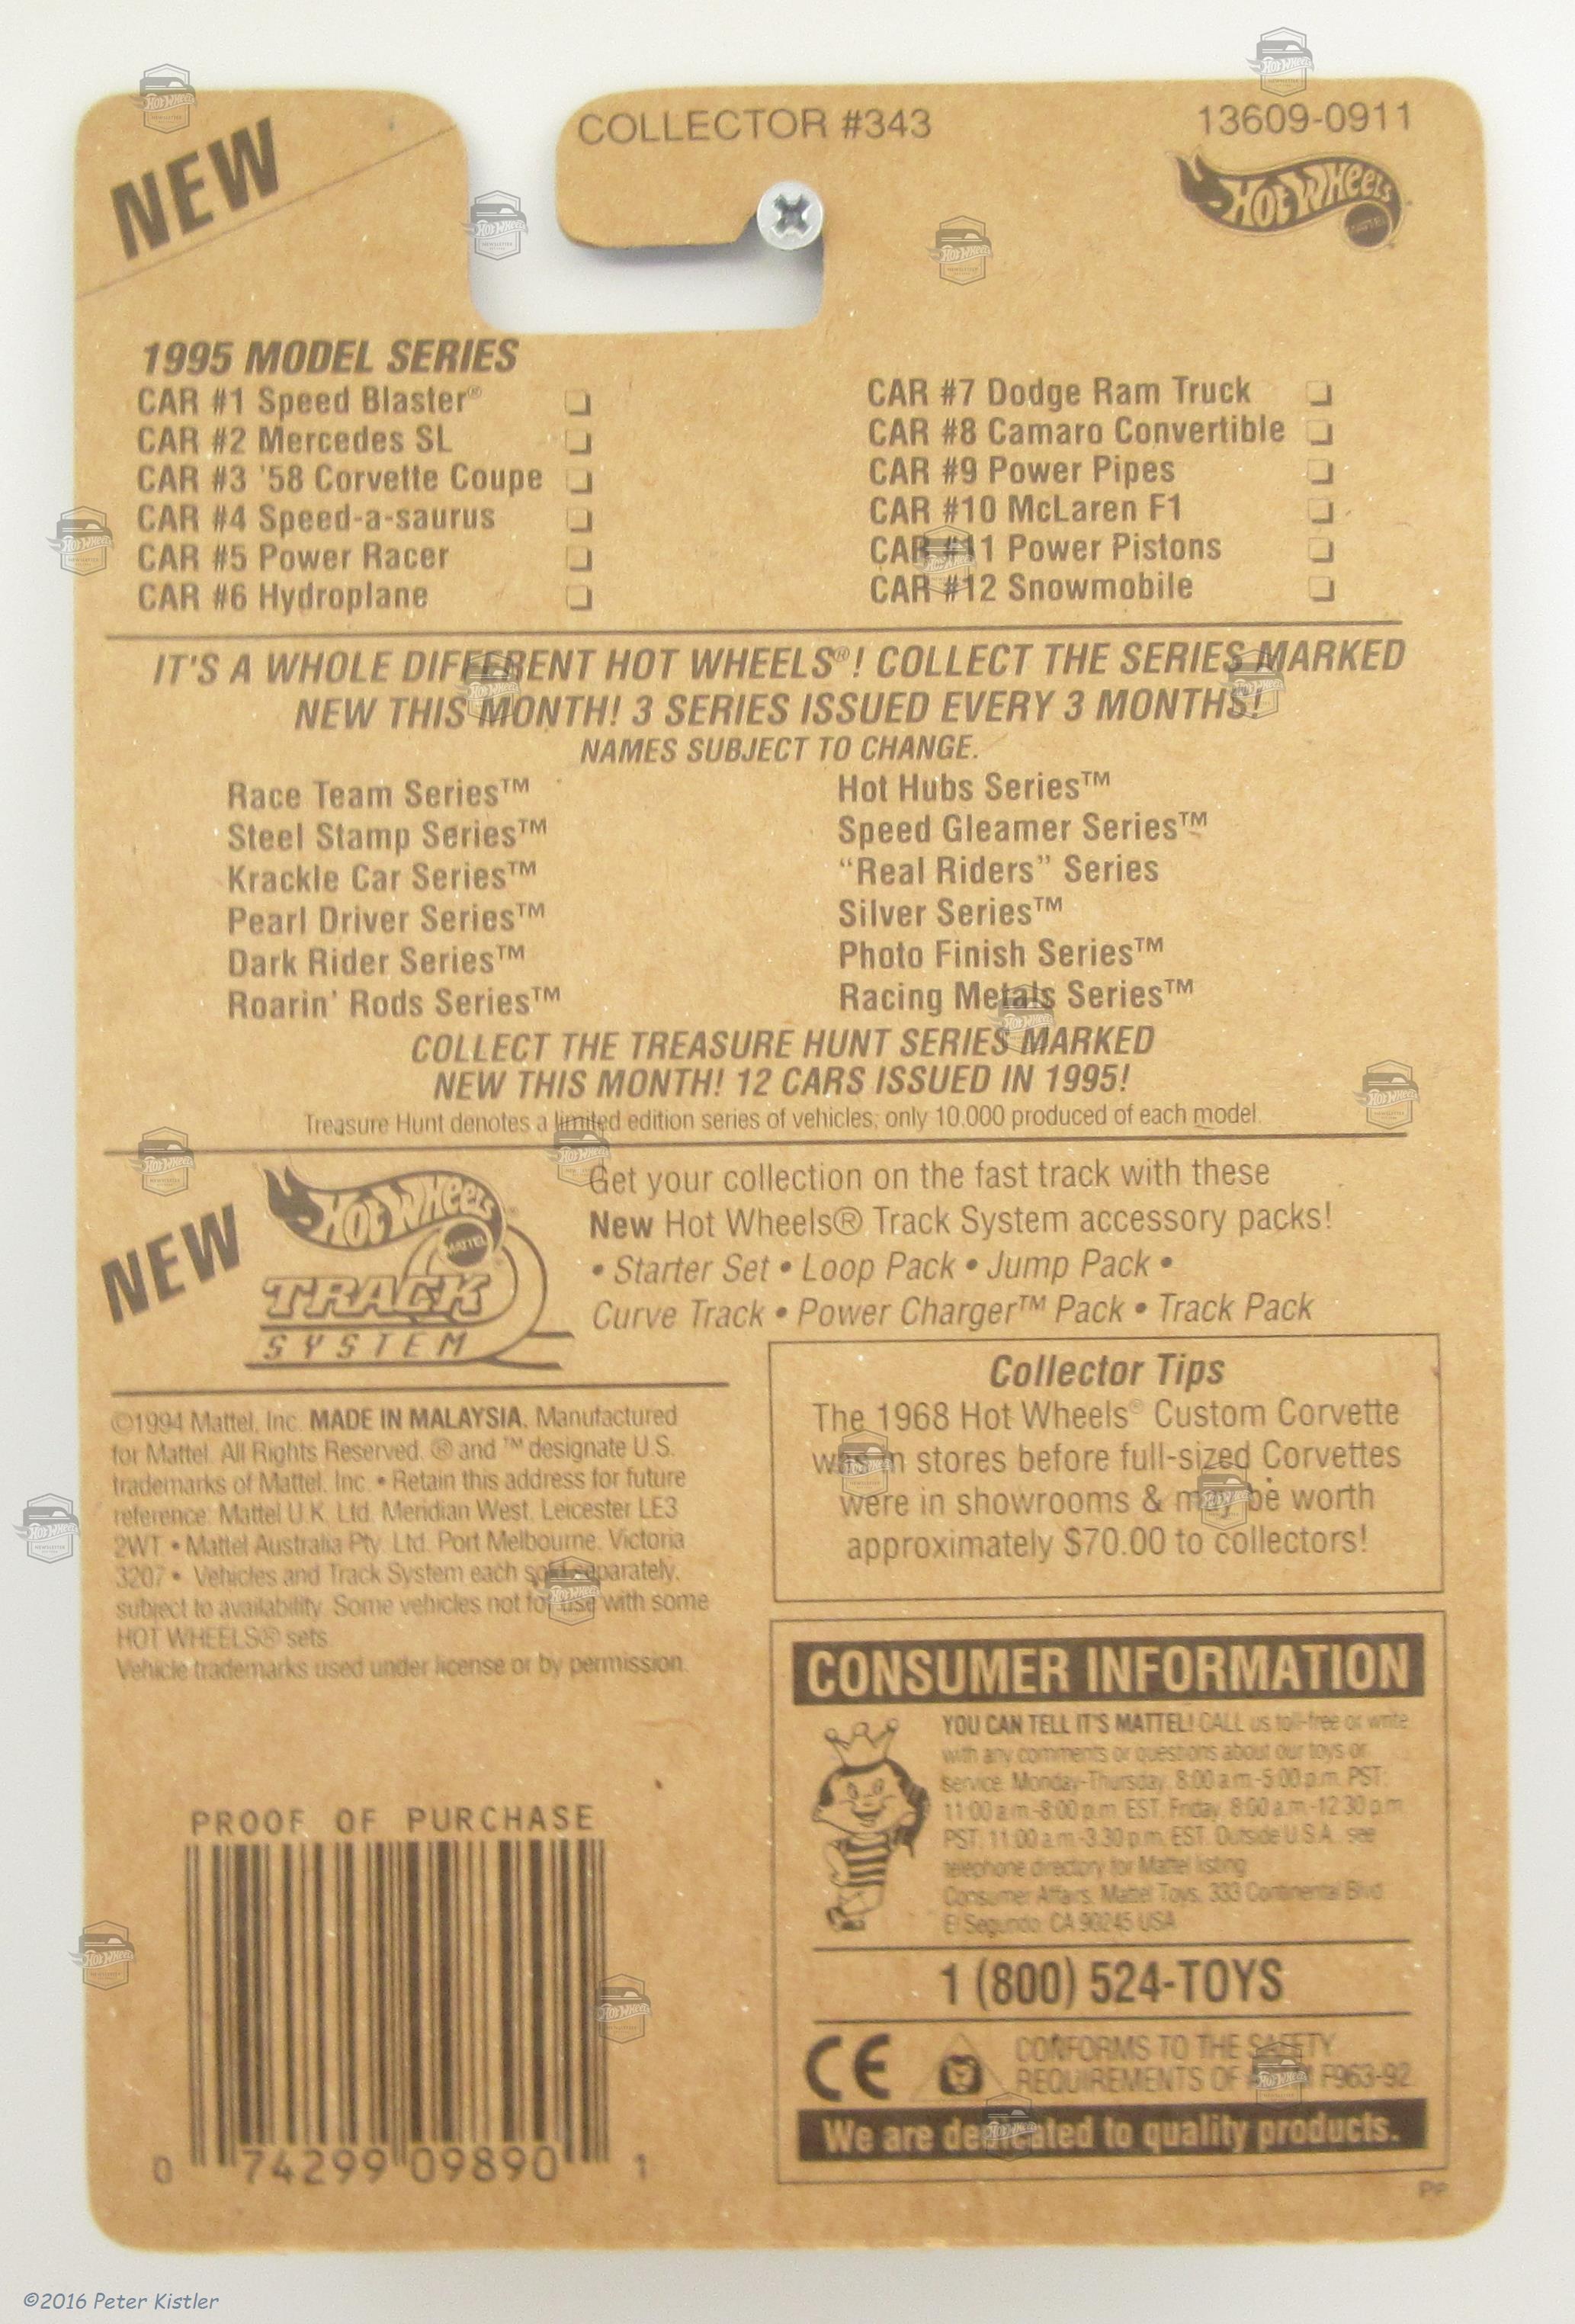 NEW
COLLECTOR #343
13609-0911
HOT WHEELS
MATTEL
1995 MODEL SERIES
CAR #1 Speed Blaster® ❏
CAR #2 Mercedes SL ❏
CAR #3 '58 Corvette Coupe ❏
CAR #4 Speed-a-saurus ❏
CAR #5 Power Racer ❏
CAR #6 Hydroplane ❏
CAR #7 Dodge Ram Truck ❏
CAR #8 Camaro Convertible ❏
CAR #9 Power Pipes ❏
CAR #10 McLaren F1 ❏
CAR #11 Power Pistons ❏
CAR #12 Snowmobile ❏
IT'S A WHOLE DIFFERENT HOT WHEELS®! COLLECT THE SERIES MARKED
NEW THIS MONTH! 3 SERIES ISSUED EVERY 3 MONTHS!
NAMES SUBJECT TO CHANGE.
Race Team Series™
Steel Stamp Series™
Krackle Car Series™
Pearl Driver Series™
Dark Rider Series™
Roarin' Rods Series™
Hot Hubs Series™
Speed Gleamer Series™
“Real Riders” Series
Silver Series™
Photo Finish Series™
Racing Metals Series™
COLLECT THE TREASURE HUNT SERIES MARKED
NEW THIS MONTH! 12 CARS ISSUED IN 1995!
Treasure Hunt denotes a limited edition series of vehicles; only 10,000 produced of each model.
NEW
HOT WHEELS®
MATTEL
TRACK
SYSTEM
Get your collection on the fast track with these
New Hot Wheels® Track System accessory packs!
• Starter Set • Loop Pack • Jump Pack •
Curve Track • Power Charger™ Pack • Track Pack
©1994 Mattel, Inc. MADE IN MALAYSIA. Manufactured
for Mattel. All Rights Reserved. ® and ™ designate U.S.
trademarks of Mattel, Inc. • Retain this address for future
reference: Mattel U.K. Ltd. Meridian West, Leicester LE3
2WT • Mattel Australia Pty. Ltd. Port Melbourne, Victoria
3207 • Vehicles and Track System each sold separately,
subject to availability. Some vehicles not for use with some
HOT WHEELS® sets.
Vehicle trademarks used under license or by permission.
Collector Tips
The 1968 Hot Wheels® Custom Corvette
was in stores before full-sized Corvettes
were in showrooms & may be worth
approximately $70.00 to collectors!
CONSUMER INFORMATION
YOU CAN TELL IT'S MATTEL! CALL us toll-free or write
with any comments or questions about our toys or
service. Monday-Thursday, 8:00 a.m.-5:00 p.m. PST;
11:00 a.m.-8:00 p.m. EST. Friday, 8:00 a.m.-12:30 p.m.
PST; 11:00 a.m.-3:30 p.m. EST. Outside U.S.A. see
telephone directory for Mattel listing.
Consumer Affairs, Mattel Toys, 333 Continental Blvd.
El Segundo, CA 90245 USA
1 (800) 524-TOYS
CE
CONFORMS TO THE SAFETY
REQUIREMENTS OF F963-92
We are dedicated to quality products.
PROOF OF PURCHASE
0 74299 09890 1
PP
©2016 Peter Kistler